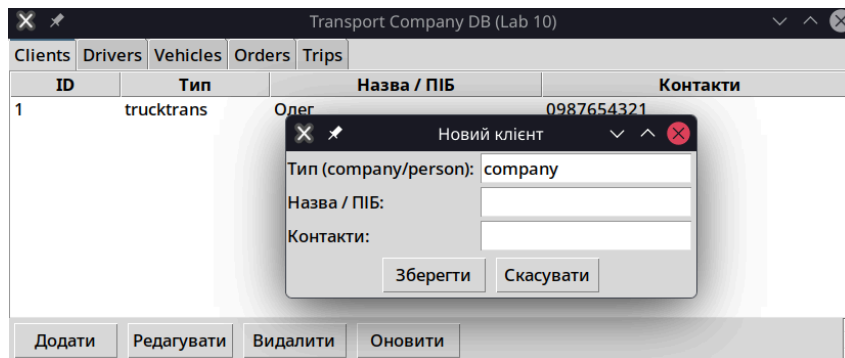 Transport Company DB (Lab 10)
Clients Drivers Vehicles Orders Trips
ID Тип Назва / ПІБ Контакти
1 trucktrans Олег 0987654321
Новий клієнт
Тип (company/person): company
Назва / ПІБ:
Контакти:
Зберегти Скасувати
Додати Редагувати Видалити Оновити